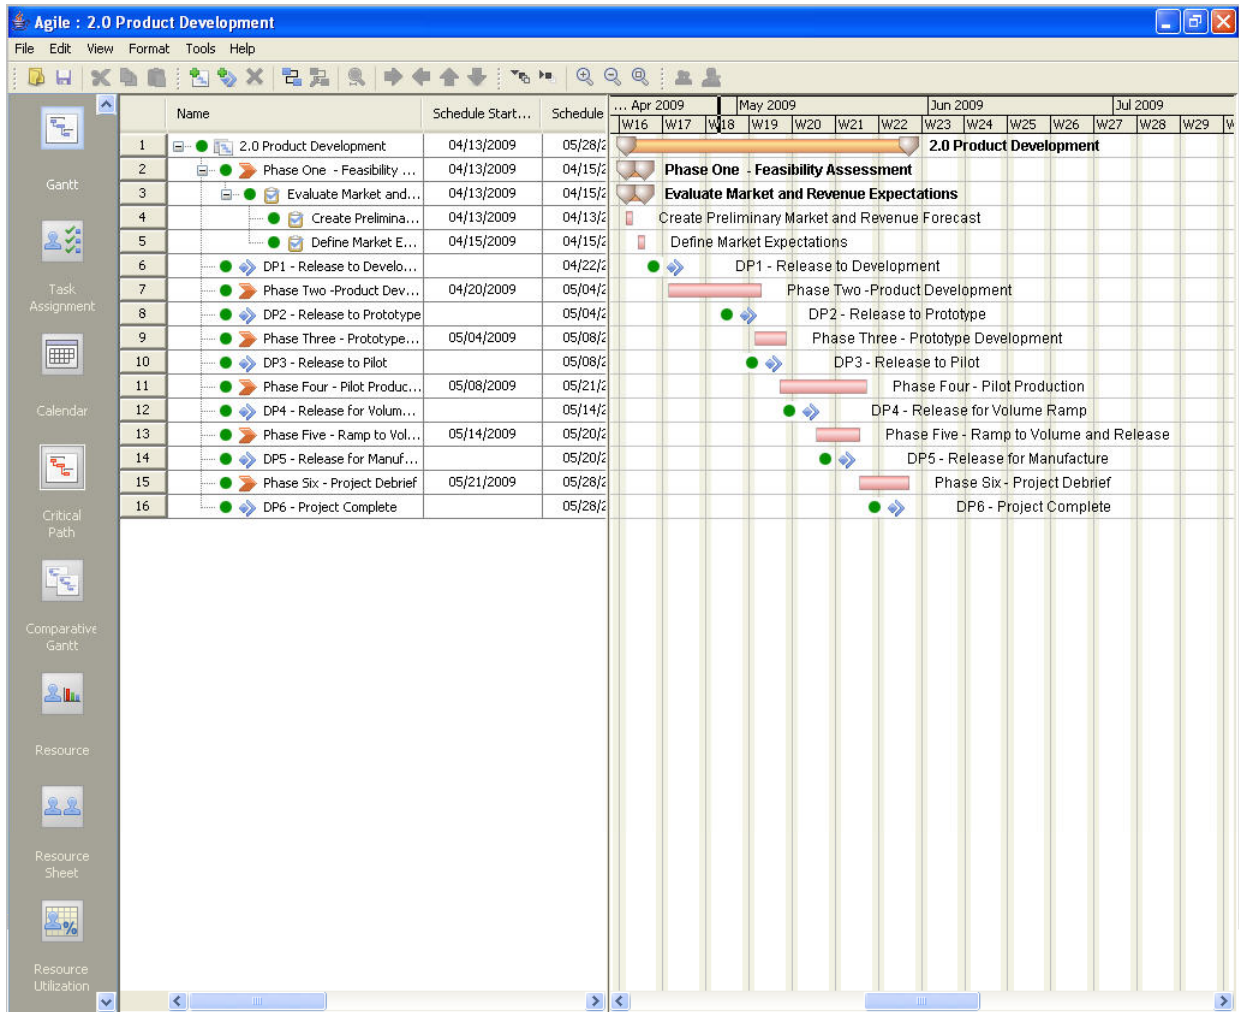 Agile : 2.0 Product Development
File Edit View Format Tools Help
Gantt
Task
Assignment
Calendar
Critical
Path
Comparative
Gantt
Resource
Resource
Sheet
Resource
Utilization
Name Schedule Start... Schedule
... Apr 2009 May 2009 Jun 2009 Jul 2009
W16 W17 W18 W19 W20 W21 W22 W23 W24 W25 W26 W27 W28 W29 W
1 2.0 Product Development 04/13/2009 05/28/2 2.0 Product Development
2 Phase One - Feasibility ... 04/13/2009 04/15/2 Phase One - Feasibility Assessment
3 Evaluate Market and... 04/13/2009 04/15/2 Evaluate Market and Revenue Expectations
4 Create Prelimina... 04/13/2009 04/13/2 Create Preliminary Market and Revenue Forecast
5 Define Market E... 04/15/2009 04/15/2 Define Market Expectations
6 DP1 - Release to Develo... 04/22/2 DP1 - Release to Development
7 Phase Two -Product Dev... 04/20/2009 05/04/2 Phase Two -Product Development
8 DP2 - Release to Prototype 05/04/2 DP2 - Release to Prototype
9 Phase Three - Prototype... 05/04/2009 05/08/2 Phase Three - Prototype Development
10 DP3 - Release to Pilot 05/08/2 DP3 - Release to Pilot
11 Phase Four - Pilot Produc... 05/08/2009 05/21/2 Phase Four - Pilot Production
12 DP4 - Release for Volum... 05/14/2 DP4 - Release for Volume Ramp
13 Phase Five - Ramp to Vol... 05/14/2009 05/20/2 Phase Five - Ramp to Volume and Release
14 DP5 - Release for Manuf... 05/20/2 DP5 - Release for Manufacture
15 Phase Six - Project Debrief 05/21/2009 05/28/2 Phase Six - Project Debrief
16 DP6 - Project Complete 05/28/2 DP6 - Project Complete